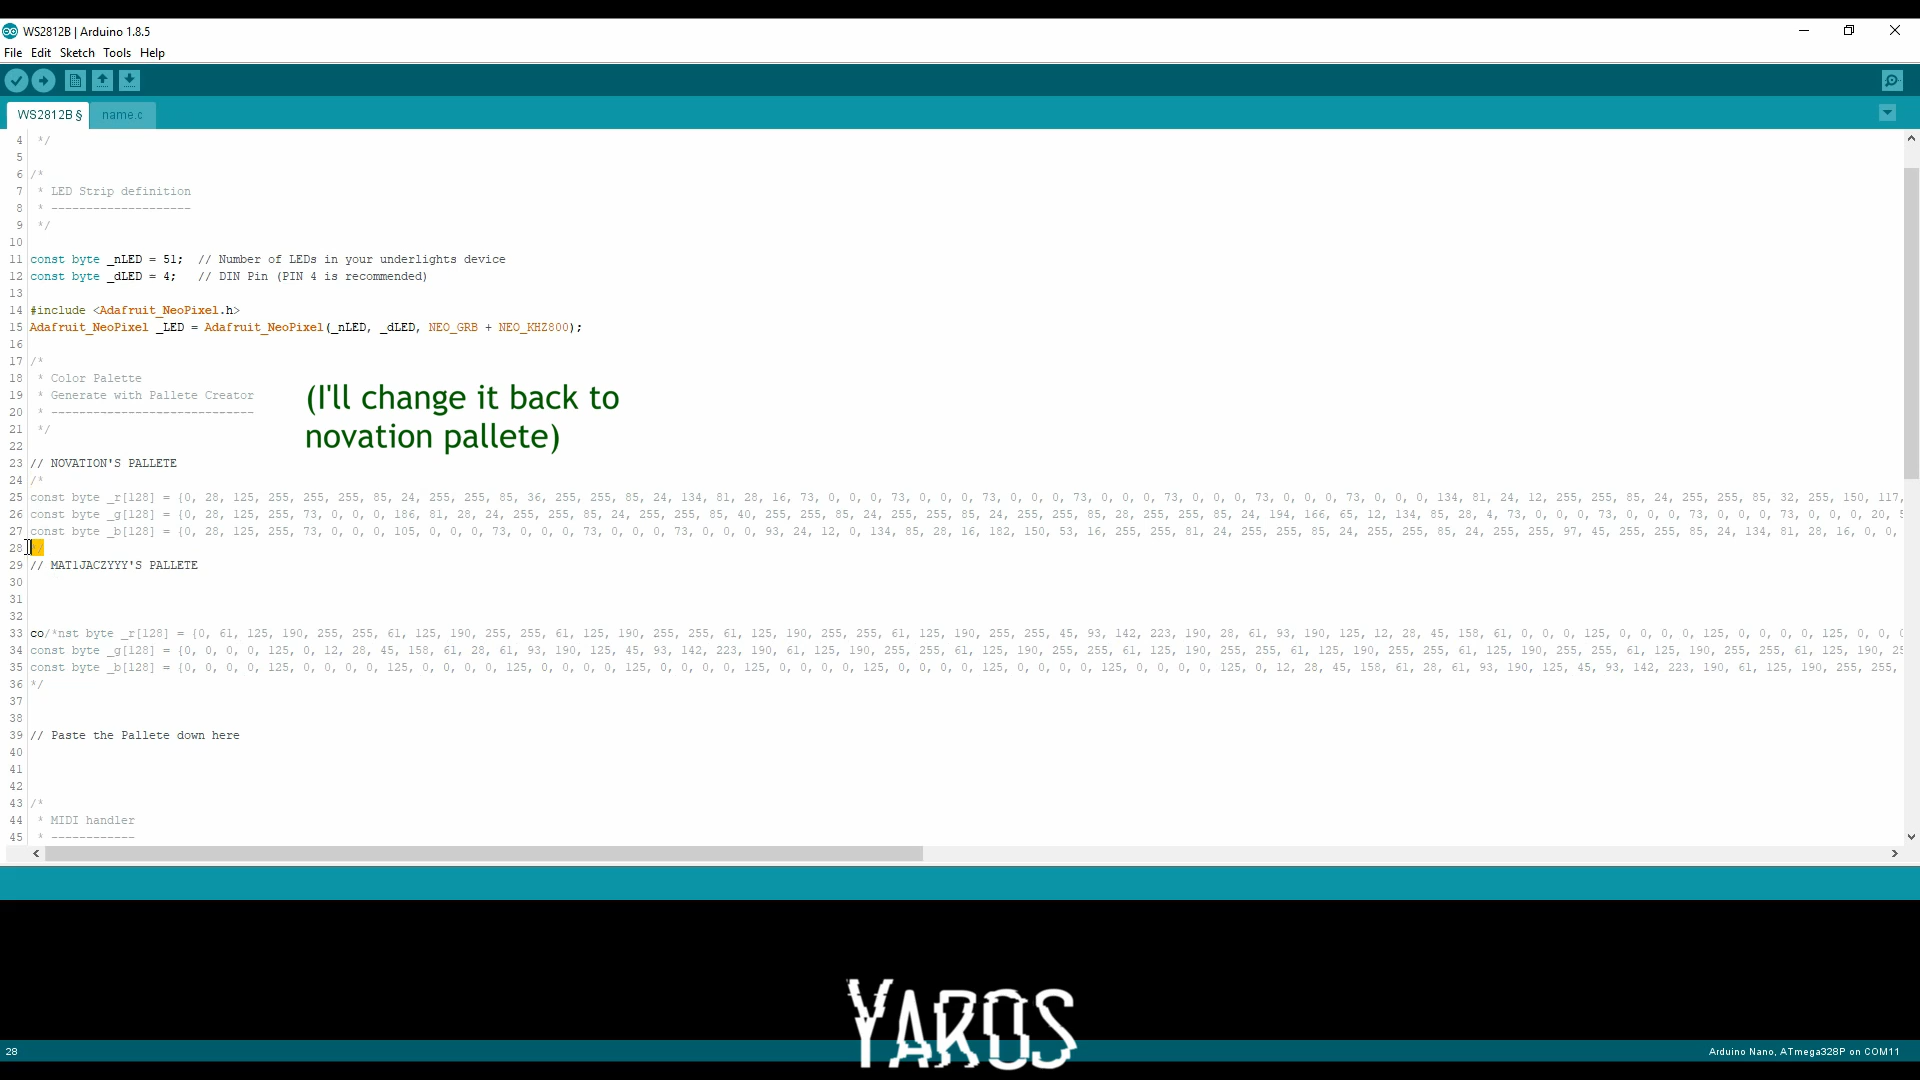 WS2812B | Arduino 1.8.5
File Edit Sketch Tools Help
WS2812B § name.c
4 */
5
6 /*
7 * LED Strip definition
8 * --------------------
9 */
10
11 const byte _nLED = 51; // Number of LEDs in your underlights device
12 const byte _dLED = 4; // DIN Pin (PIN 4 is recommended)
13
14 #include <Adafruit_NeoPixel.h>
15 Adafruit_NeoPixel _LED = Adafruit_NeoPixel(_nLED, _dLED, NEO_GRB + NEO_KHZ800);
16
17 /*
18 * Color Palette
19 * Generate with Pallete Creator
20 * -----------------------------
21 */
(I'll change it back to
novation pallete)
22
23 // NOVATION'S PALLETE
24 /*
25 const byte _r[128] = {0, 28, 125, 255, 255, 255, 85, 24, 255, 255, 85, 36, 255, 255, 85, 24, 134, 81, 28, 16, 73, 0, 0, 0, 73, 0, 0, 0, 73, 0, 0, 0, 73, 0, 0, 0, 73, 0, 0, 0, 73, 0, 0, 0, 73, 0, 0, 0, 134, 81, 24, 12, 255, 255, 85, 24, 255, 255, 85, 32, 255, 150, 117,
26 const byte _g[128] = {0, 28, 125, 255, 73, 0, 0, 0, 186, 81, 28, 24, 255, 255, 85, 24, 255, 255, 85, 40, 255, 255, 85, 24, 255, 255, 85, 24, 255, 255, 85, 28, 255, 255, 85, 24, 194, 166, 65, 12, 134, 85, 28, 4, 73, 0, 0, 0, 73, 0, 0, 0, 73, 0, 0, 0, 73, 0, 0, 0, 20,
27 const byte _b[128] = {0, 28, 125, 255, 73, 0, 0, 0, 105, 0, 0, 0, 73, 0, 0, 0, 73, 0, 0, 0, 73, 0, 0, 0, 93, 24, 12, 0, 134, 85, 28, 16, 182, 150, 53, 16, 255, 255, 81, 24, 255, 255, 85, 24, 255, 255, 85, 24, 255, 255, 97, 45, 255, 255, 85, 24, 134, 81, 28, 16, 0, 0,
28 */
29 // MAT1JACZYYY'S PALLETE
30
31
32
33 co/*nst byte _r[128] = {0, 61, 125, 190, 255, 255, 61, 125, 190, 255, 255, 61, 125, 190, 255, 255, 61, 125, 190, 255, 255, 61, 125, 190, 255, 255, 45, 93, 142, 223, 190, 28, 61, 93, 190, 125, 12, 28, 45, 158, 61, 0, 0, 0, 125, 0, 0, 0, 0, 125, 0, 0, 0, 0, 125, 0, 0,
34 const byte _g[128] = {0, 0, 0, 0, 125, 0, 12, 28, 45, 158, 61, 28, 61, 93, 190, 125, 45, 93, 142, 223, 190, 61, 125, 190, 255, 255, 61, 125, 190, 255, 255, 61, 125, 190, 255, 255, 61, 125, 190, 255, 255, 61, 125, 190, 255, 255, 61, 125, 190,
35 const byte _b[128] = {0, 0, 0, 0, 125, 0, 0, 0, 0, 125, 0, 0, 0, 0, 125, 0, 0, 0, 0, 125, 0, 0, 0, 0, 125, 0, 0, 0, 0, 125, 0, 0, 0, 0, 125, 0, 0, 0, 0, 125, 0, 0, 0, 0, 125, 0, 12, 28, 45, 158, 61, 28, 61, 93, 190, 125, 45, 93, 142, 223, 190, 61, 125, 190, 255, 255,
36 */
37
38
39 // Paste the Pallete down here
40
41
42
43 /*
44 * MIDI handler
45 * ------------
YAROS
28
Arduino Nano, ATmega328P on COM11